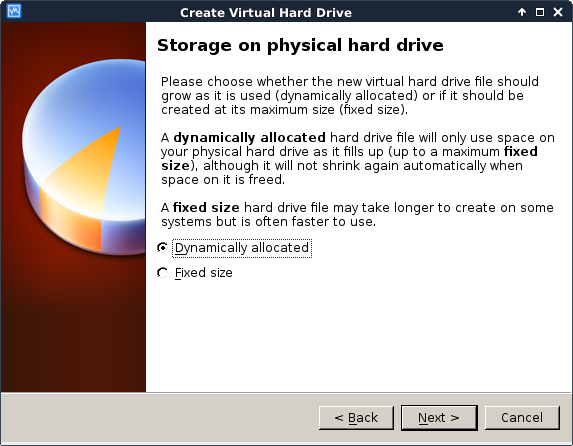 Create Virtual Hard Drive
Storage on physical hard drive
Please choose whether the new virtual hard drive file should
grow as it is used (dynamically allocated) or if it should be
created at its maximum size (fixed size).
A dynamically allocated hard drive file will only use space on
your physical hard drive as it fills up (up to a maximum fixed
size), although it will not shrink again automatically when
space on it is freed.
A fixed size hard drive file may take longer to create on some
systems but is often faster to use.
Dynamically allocated
Fixed size
< Back
Next >
Cancel